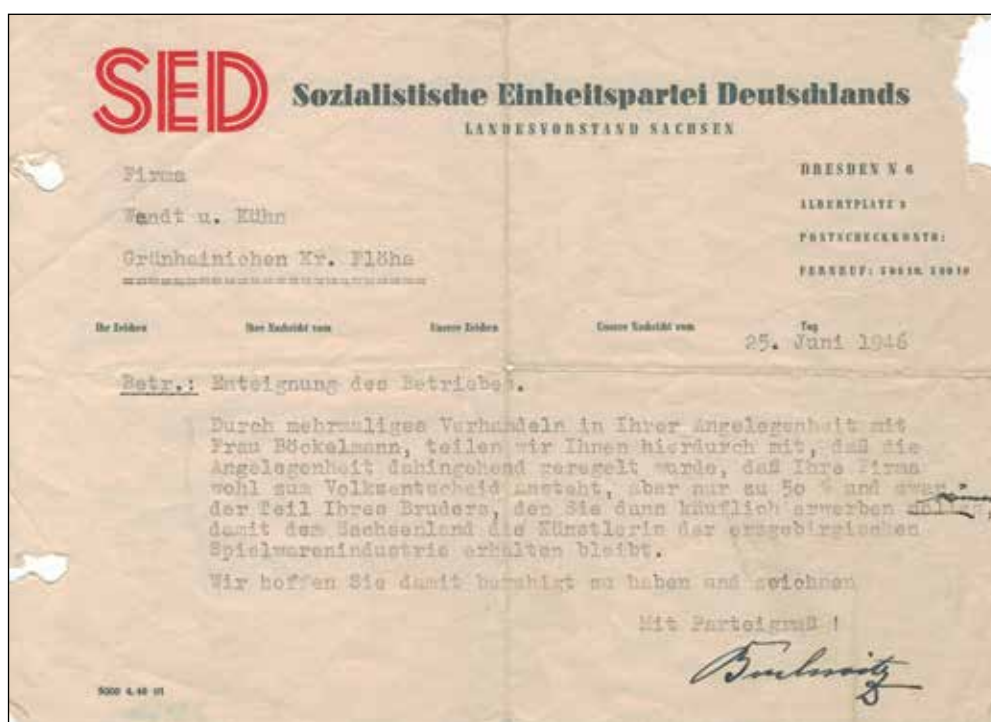 SED
Sozialistische Einheitspartei Deutschlands
LANDESVORSTAND SACHSEN
Firma
Wendt u. Kühn
Grünhainichen Kr. Flöha
DRESDEN N 6
ALBERTPLATZ
POSTSCHECKKONTO:
FERNRUF:
Ihr Zeichen Ihre Nachricht vom Unsere Zeichen Unsere Nachricht vom Tag
25. Juni 1946
Betr.: Enteignung des Betriebes.
Durch mehrmaliges Verhandeln in Ihrer Angelegenheit mit
Frau Böckelmann, teilen wir Ihnen hierdurch mit, daß die
Angelegenheit dahingehend geregelt wurde, daß Ihre Firma
wohl zum Volksentscheid ansteht, aber nur zu 50 % und zwar
der Teil Ihres Bruders, den Sie dann käuflich erwerben
damit dem Sachsenland die Künstlerin der erzgebirgischen
Spielwarenindustrie erhalten bleibt.
Wir hoffen Sie damit beruhigt zu haben und zeichnen
Mit Parteigruß !